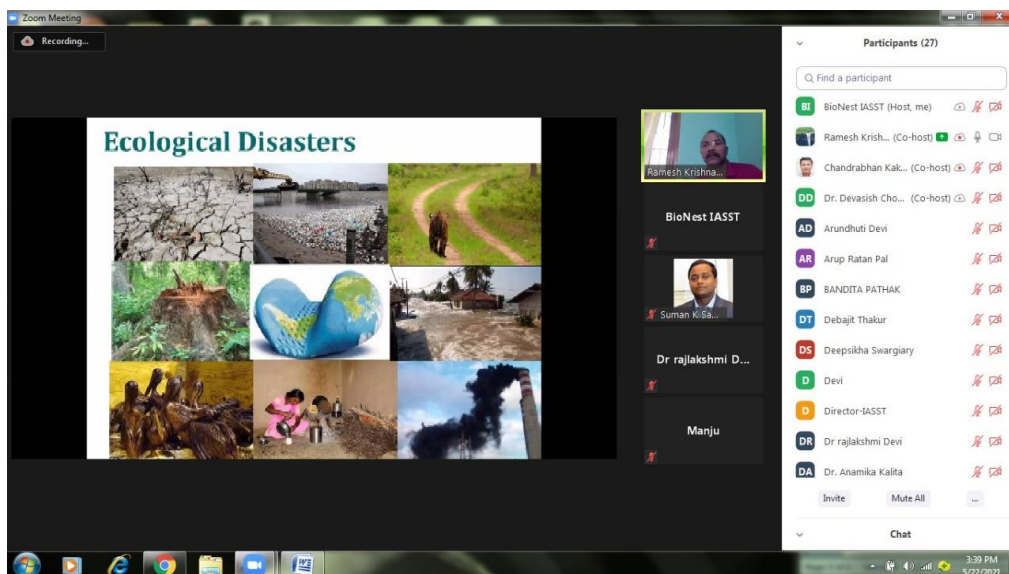 Zoom Meeting
Recording...
Ecological Disasters
Ramesh Krishna...
BioNest IASST
Suman K Sa...
Dr rajlakshmi D...
Manju
Participants (27)
Find a participant
BI BioNest IASST (Host, me)
Ramesh Krish... (Co-host)
Chandrabhan Kak... (Co-host)
DD Dr. Devasish Cho... (Co-host)
AD Arundhuti Devi
AR Arup Ratan Pal
BP BANDITA PATHAK
DT Debajit Thakur
DS Deepsikha Swargiary
D Devi
D Director-IASST
DR Dr rajlakshmi Devi
DA Dr. Anamika Kalita
Invite Mute All ...
Chat
3:39 PM
5/22/2021